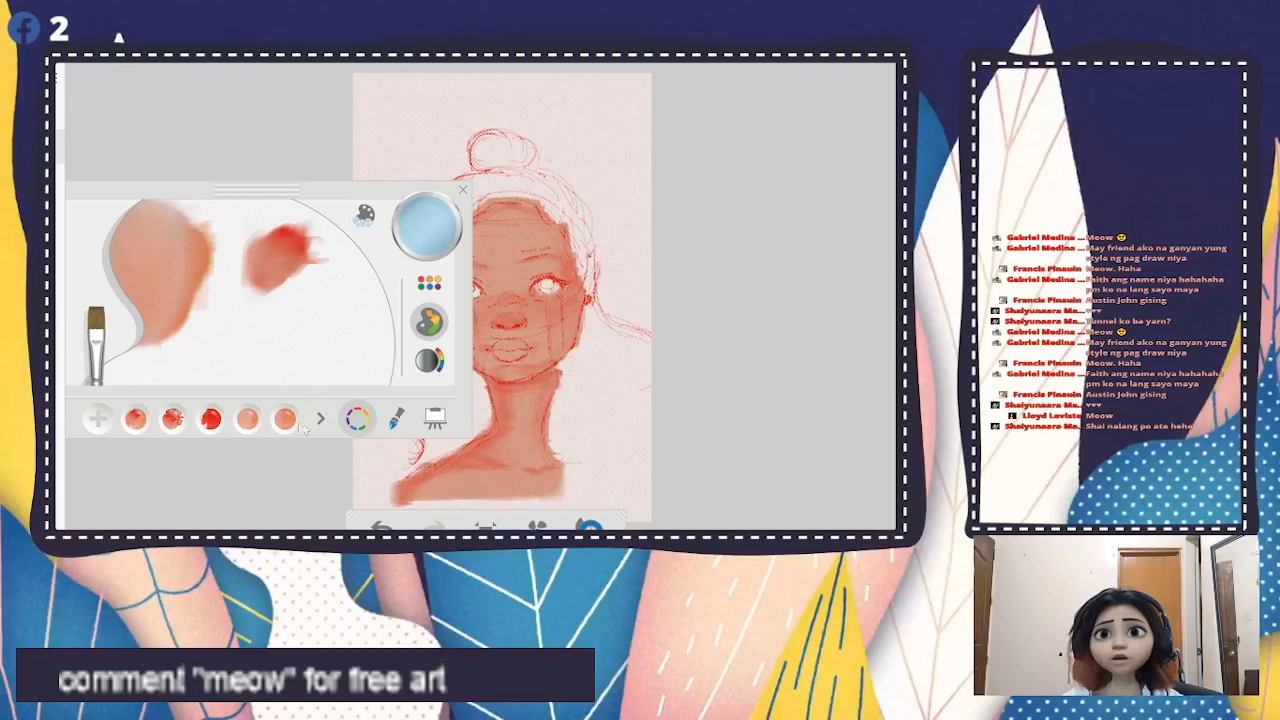 2
Gabriel Medina ... Meow
Gabriel Medina ... May friend ako na ganyan yung
style ng pag draw niya
Francis Pinauin Meow. Haha
Gabriel Medina ... Faith ang name niya hahahaha
pm ko na lang sayo maya
Francis Pinauin Austin John gising
Shaiyunaara Ma... ♥♥♥
Shaiyunaara Ma... Tunnel ko ba yarn?
Gabriel Medina ... Meow
Gabriel Medina ... May friend ako na ganyan yung
style ng pag draw niya
Francis Pinauin Meow. Haha
Gabriel Medina ... Faith ang name niya hahahaha
pm ko na lang sayo maya
Francis Pinauin Austin John gising
Shaiyunaara Ma... ♥♥♥
Lloyd Leviste Meow
Shaiyunaara Ma... Shai nalang po ate hehe
comment "meow" for free art